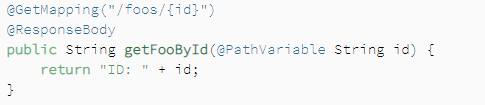 @GetMapping("/foos/{id}")
@ResponseBody
public String getFooById(@PathVariable String id) {
    return "ID: " + id;
}